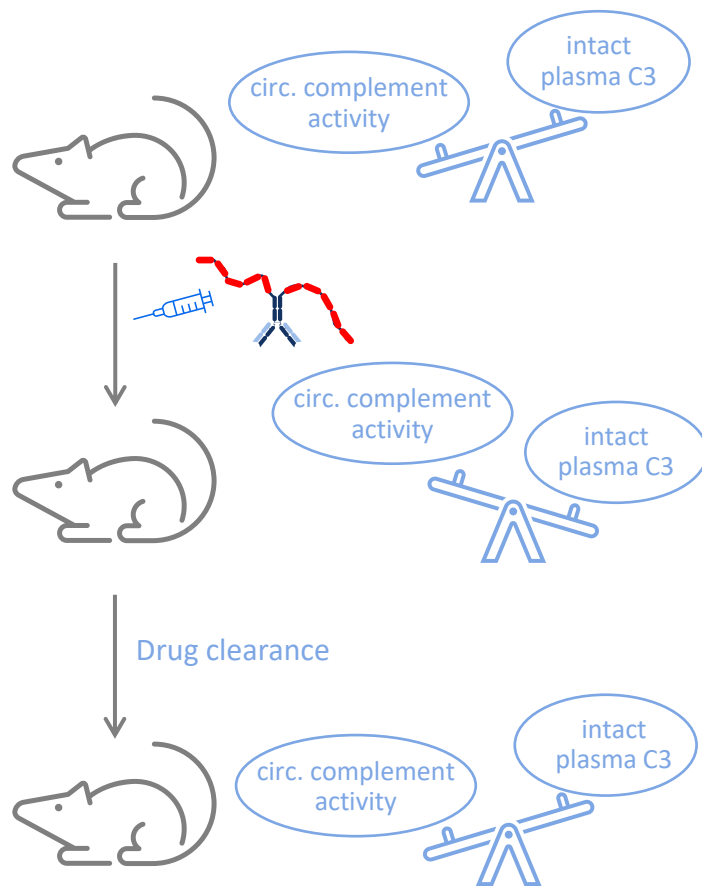 circ. complement
activity
intact
plasma C3
circ. complement
activity
intact
plasma C3
Drug clearance
circ. complement
activity
intact
plasma C3